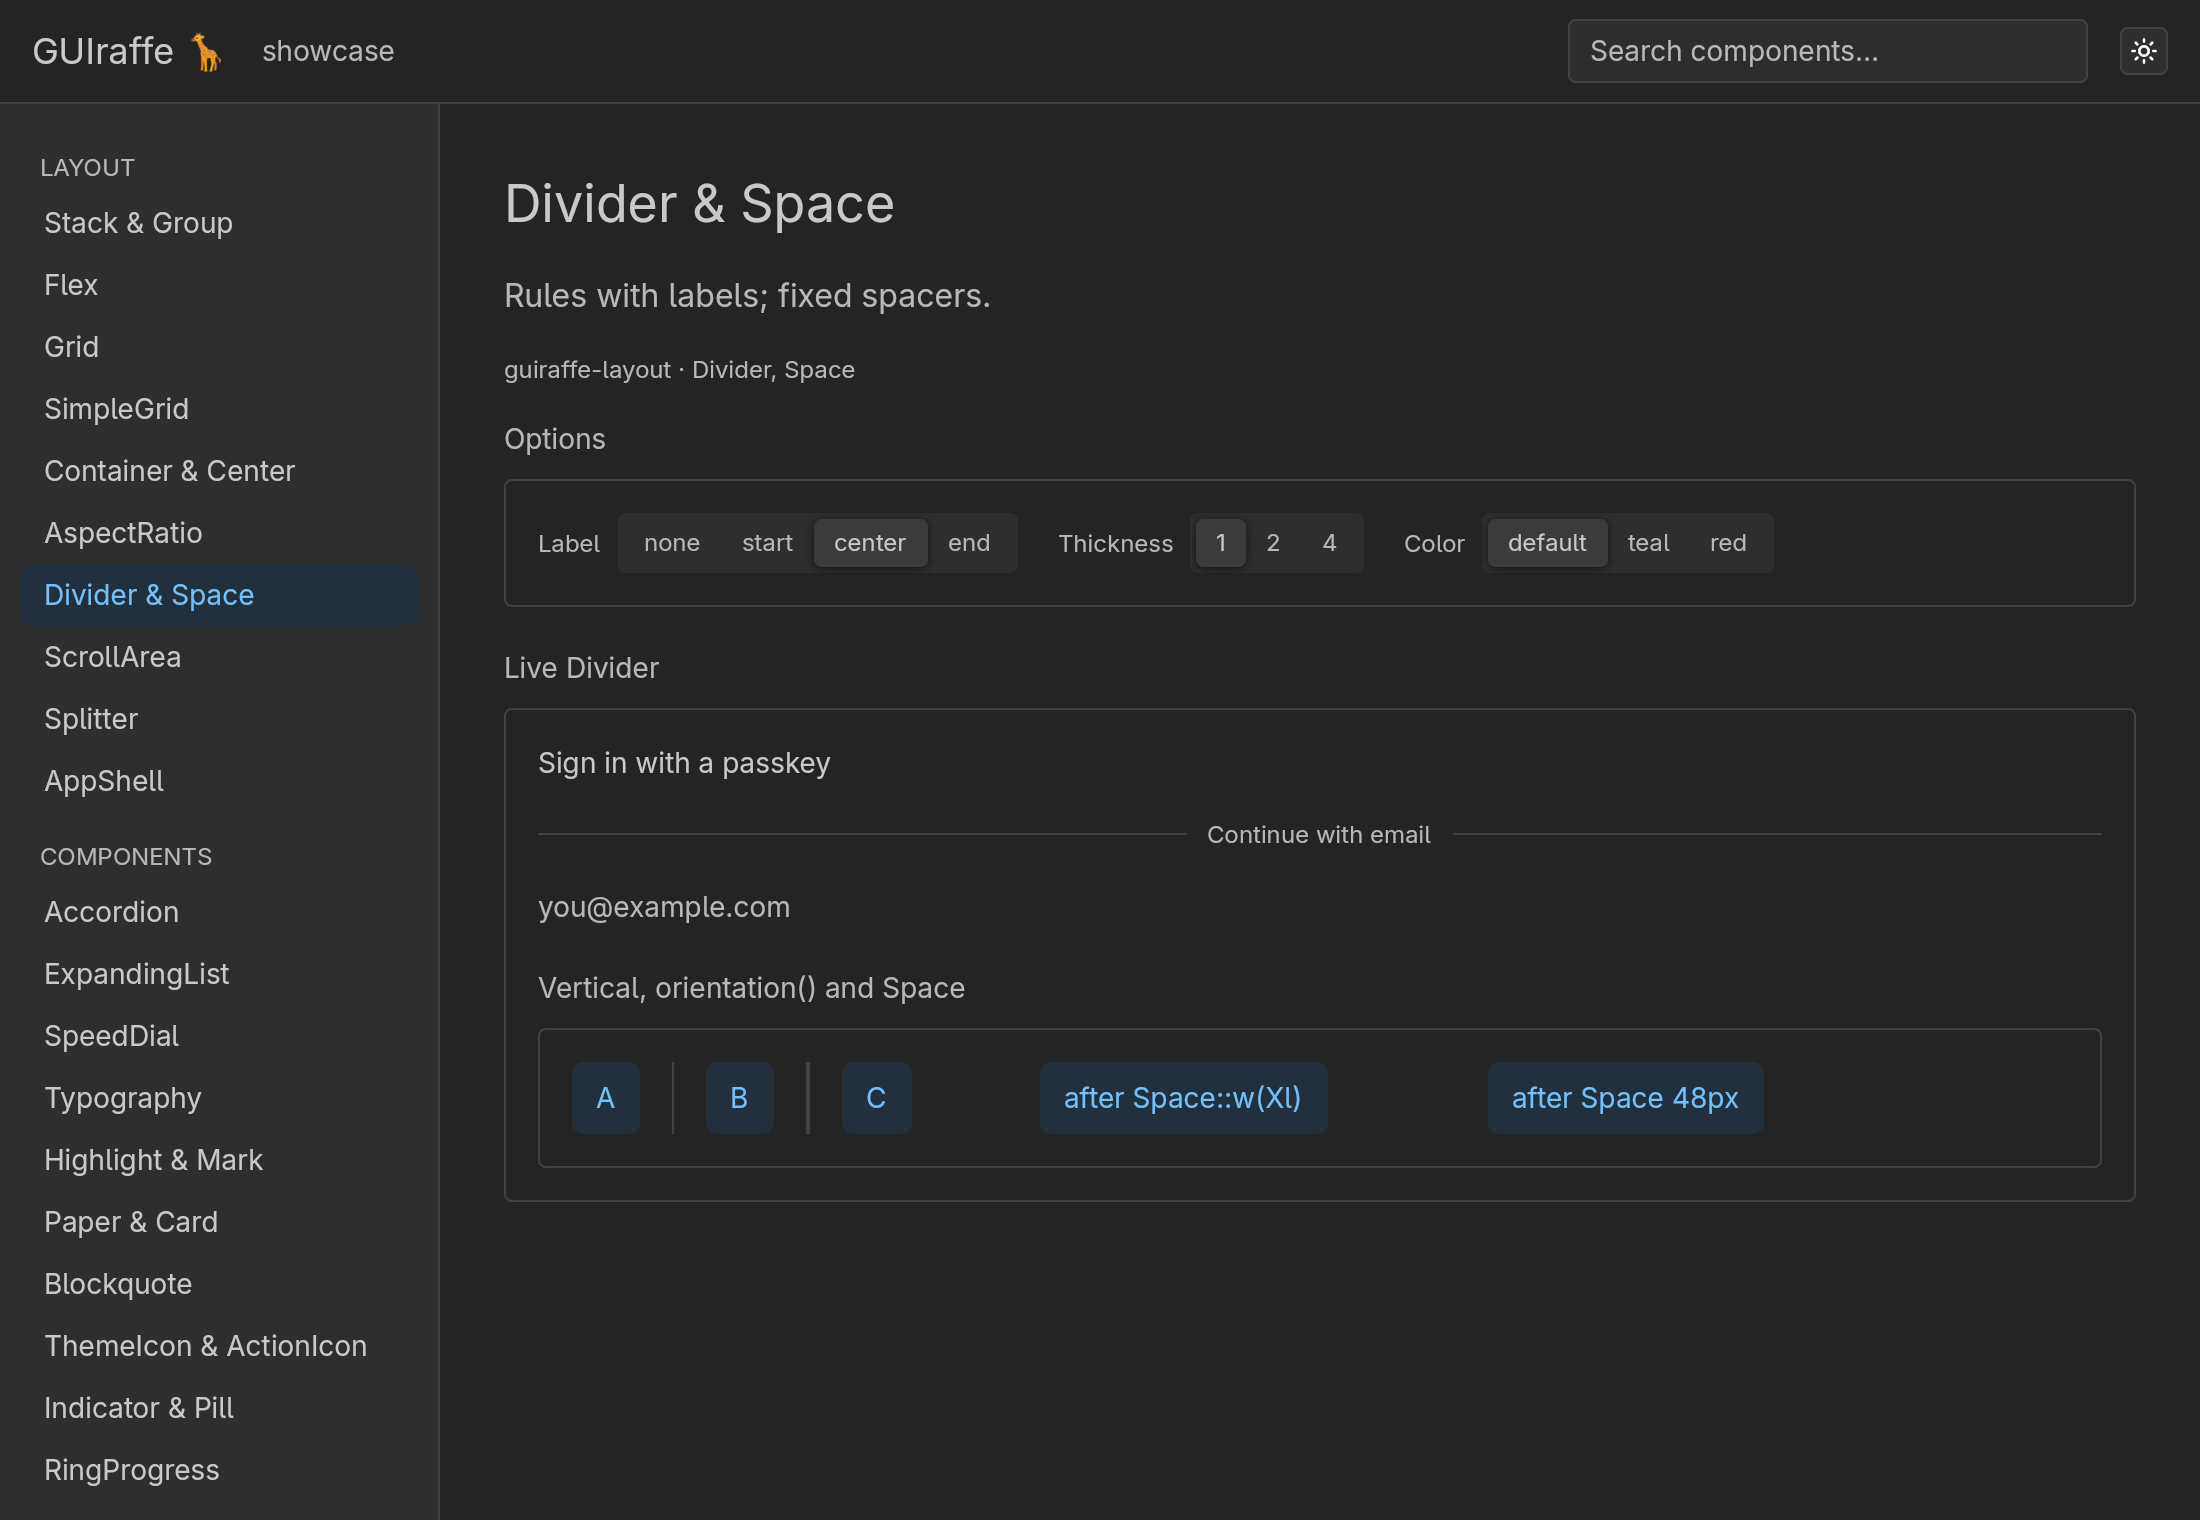 GUIraffe showcase Search components...
LAYOUT
Stack & Group
Flex
Grid
SimpleGrid
Container & Center
AspectRatio
Divider & Space
ScrollArea
Splitter
AppShell
COMPONENTS
Accordion
ExpandingList
SpeedDial
Typography
Highlight & Mark
Paper & Card
Blockquote
ThemeIcon & ActionIcon
Indicator & Pill
RingProgress
Divider & Space
Rules with labels; fixed spacers.
guiraffe-layout · Divider, Space
Options
Label none start center end Thickness 1 2 4 Color default teal red
Live Divider
Sign in with a passkey
Continue with email
you@example.com
Vertical, orientation() and Space
A B C after Space::w(Xl) after Space 48px